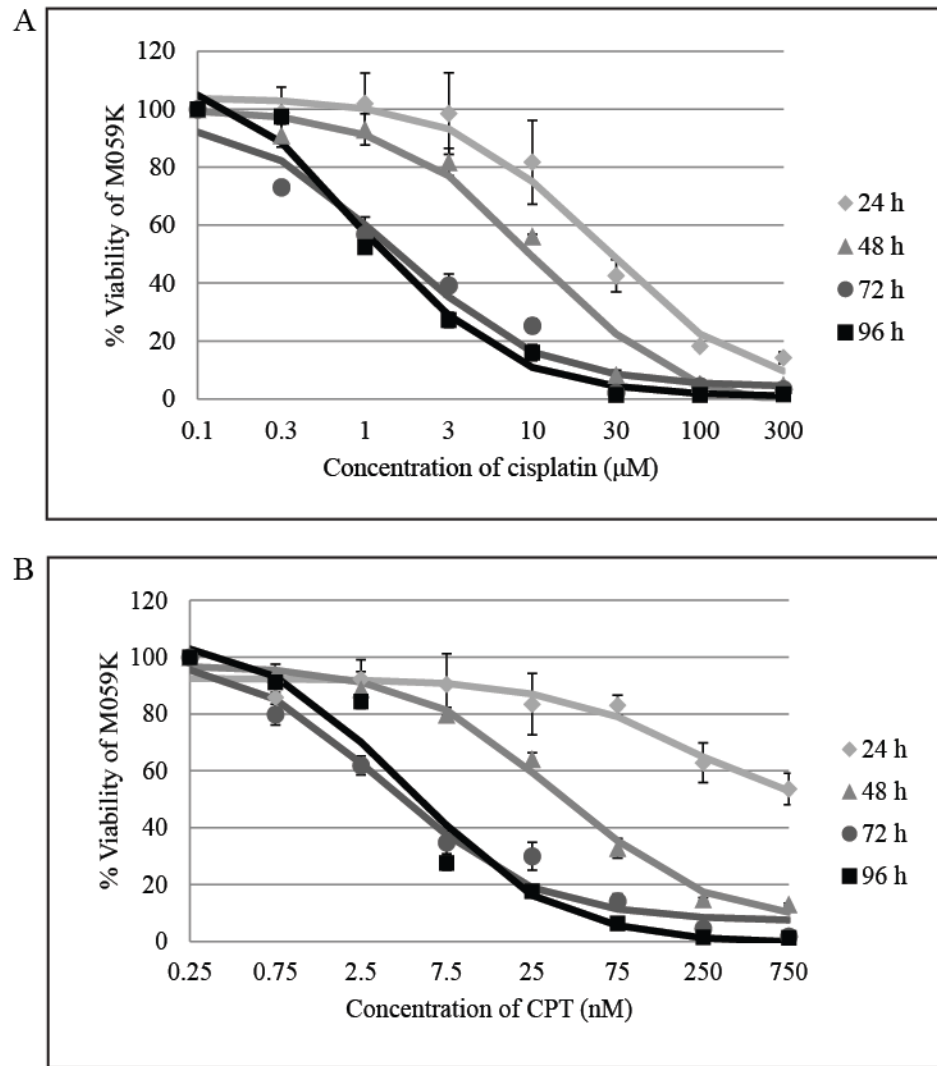 A
120
100
80
60
40
20
0
% Viability of M059K
0.1 0.3 1 3 10 30 100 300
Concentration of cisplatin (µM)
24 h
48 h
72 h
96 h
B
120
100
80
60
40
20
0
% Viability of M059K
0.25 0.75 2.5 7.5 25 75 250 750
Concentration of CPT (nM)
24 h
48 h
72 h
96 h